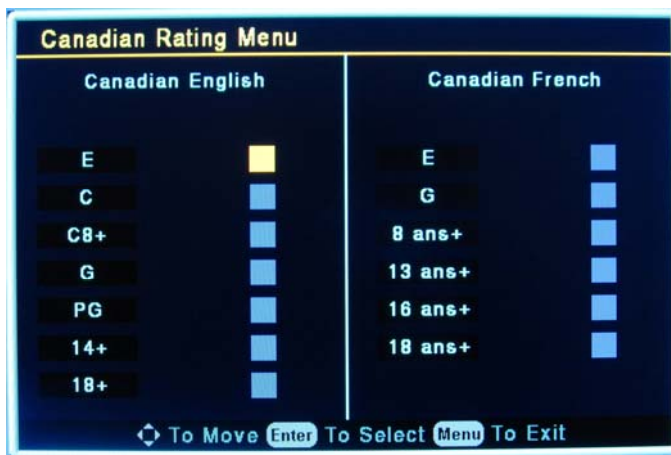 Canadian Rating Menu
Canadian English
E
C
C8+
G
PG
14+
18+
Canadian French
E
G
8 ans+
13 ans+
16 ans+
18 ans+
To Move Enter To Select Menu To Exit